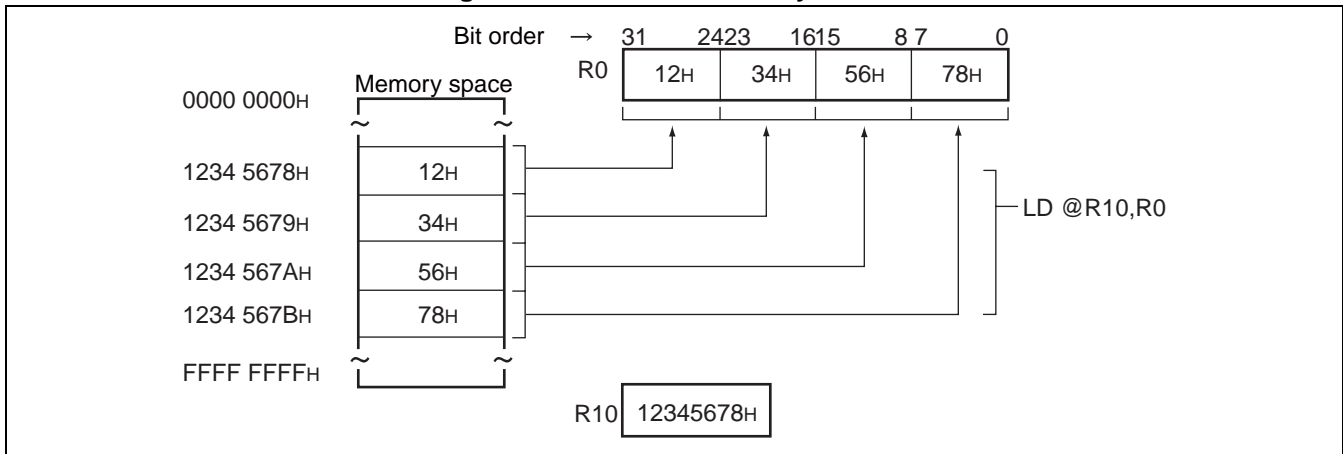 Bit order → 31 2423 1615 8 7 0
R0 12H 34H 56H 78H
Memory space
0000 0000H
1234 5678H 12H
1234 5679H 34H
1234 567AH 56H
1234 567BH 78H
FFFF FFFFH
LD @R10,R0
R10 12345678H